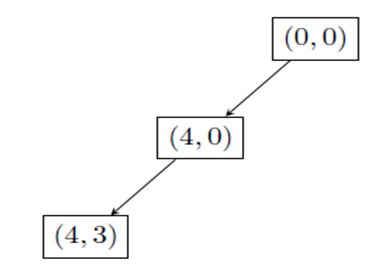 (0, 0)
(4, 0)
(4, 3)